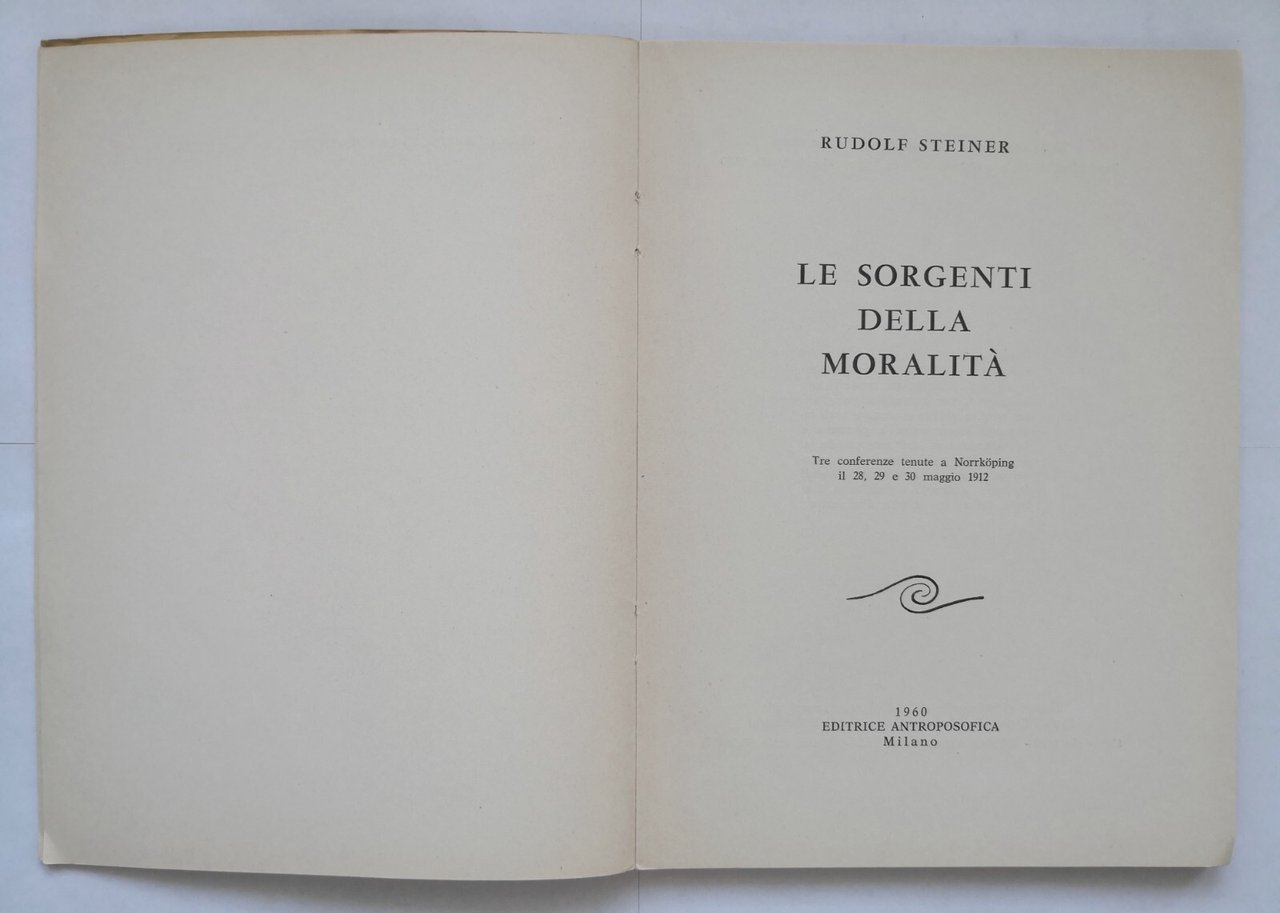 RUDOLF STEINER
LE SORGENTI
DELLA
MORALITÀ
Tre conferenze tenute a Norrköping
il 28, 29 e 30 maggio 1912
1960
EDITRICE ANTROPOSOFICA
Milano